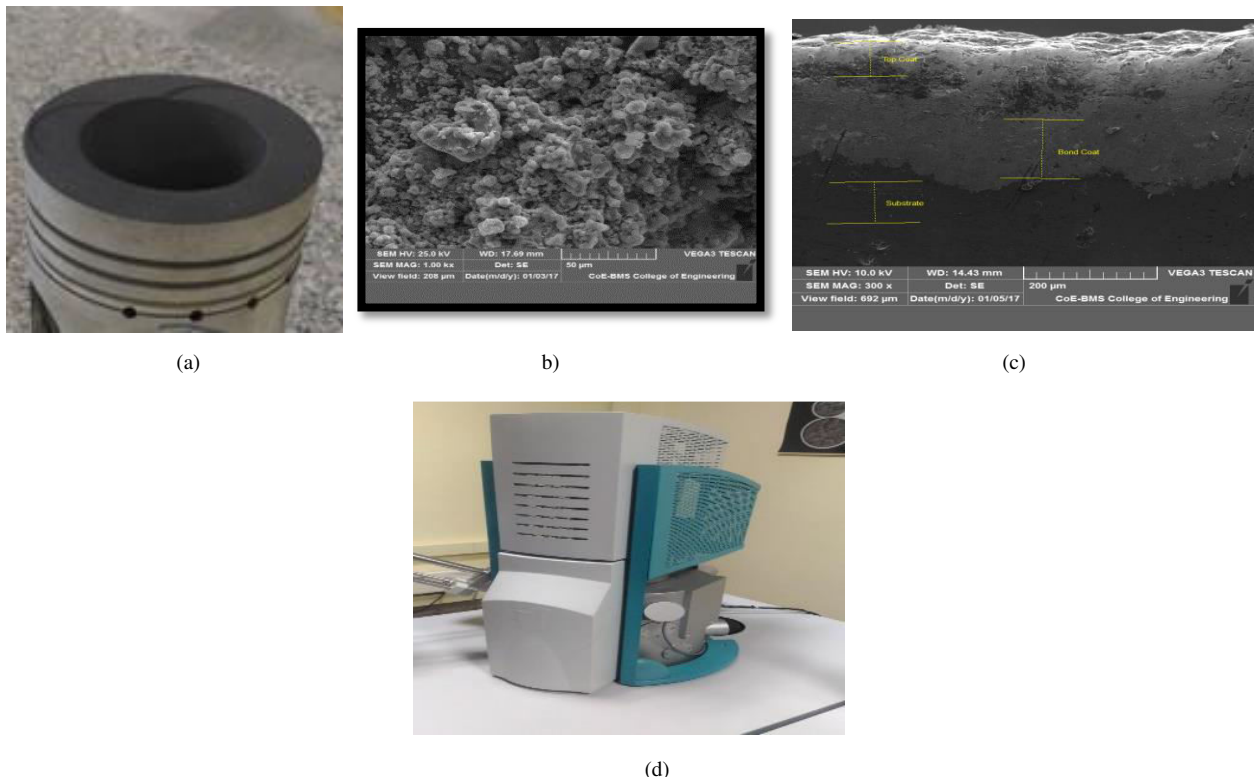 Top Coat
Bond Coat
Substrate
SEM HV: 25.0 kV WD: 17.69 mm VEGA3 TESCAN
SEM MAG: 1.00 kx Det: SE 50 µm
View field: 208 µm Date(m/d/y): 01/03/17 CoE-BMS College of Engineering
SEM HV: 10.0 kV WD: 14.43 mm VEGA3 TESCAN
SEM MAG: 300 x Det: SE 200 µm
View field: 692 µm Date(m/d/y): 01/05/17 CoE-BMS College of Engineering
(a)
b)
(c)
(d)